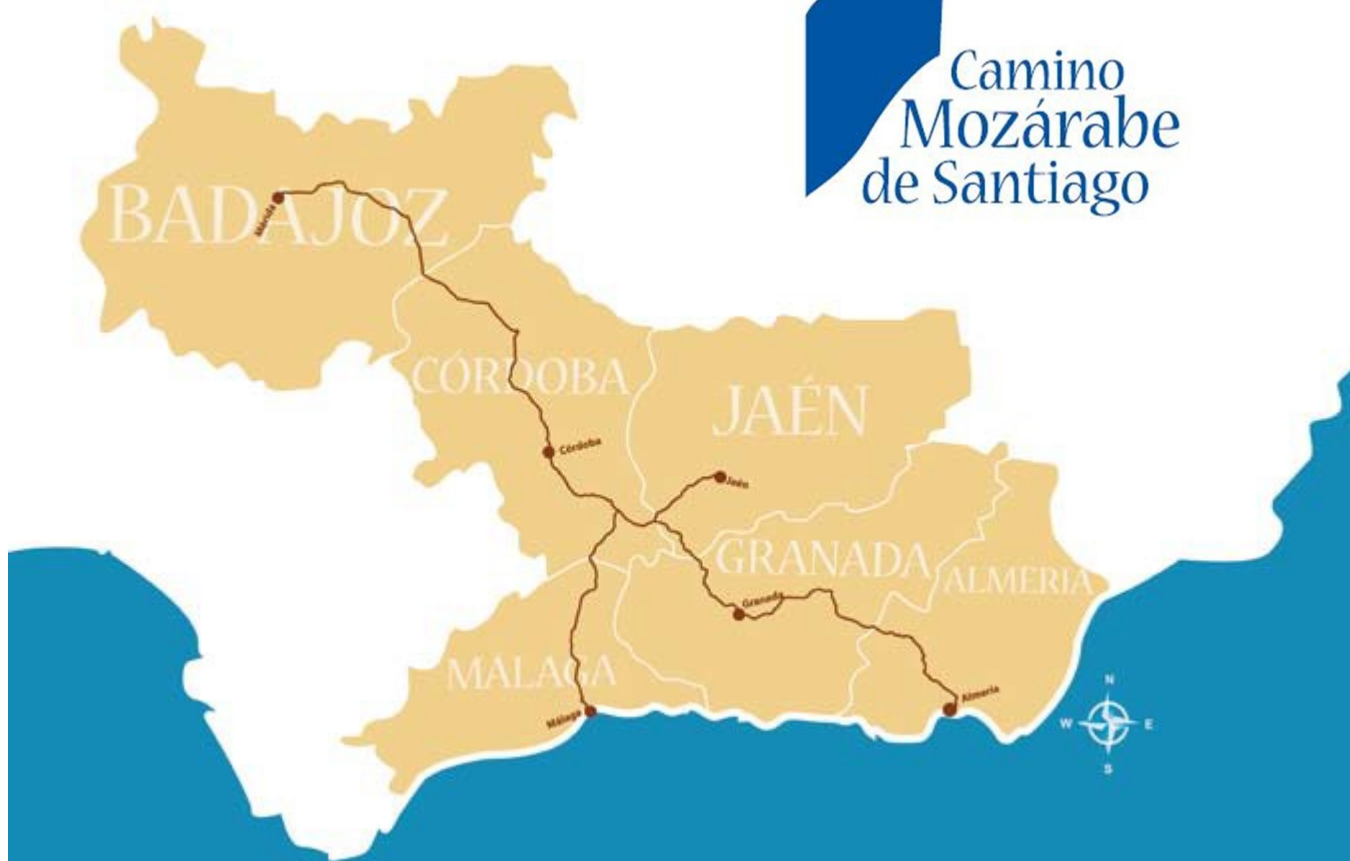 Camino
Mozárabe
de Santiago
BADAJOZ
Mérida
CÓRDOBA
JAÉN
Córdoba
Jaén
GRANADA
ALMERÍA
Granada
MÁLAGA
Málaga
Almería
N
W
E
S